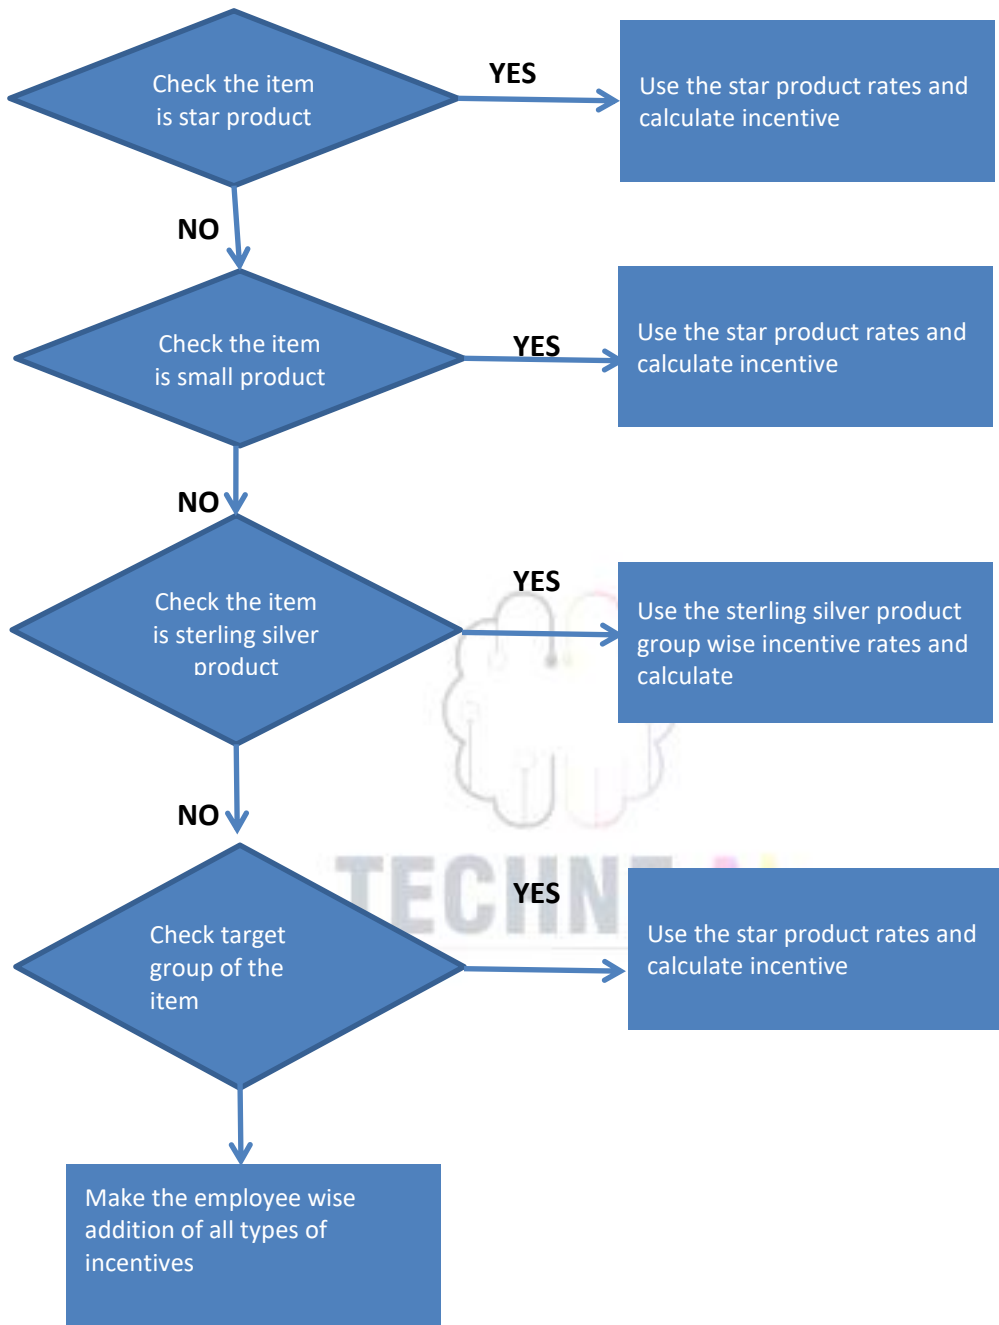 Check the item
is star product
YES
Use the star product rates and
calculate incentive
NO
Check the item
is small product
YES
Use the star product rates and
calculate incentive
NO
Check the item
is sterling silver
product
YES
Use the sterling silver product
group wise incentive rates and
calculate
NO
TECHN
Check target
group of the
item
YES
Use the star product rates and
calculate incentive
Make the employee wise
addition of all types of
incentives